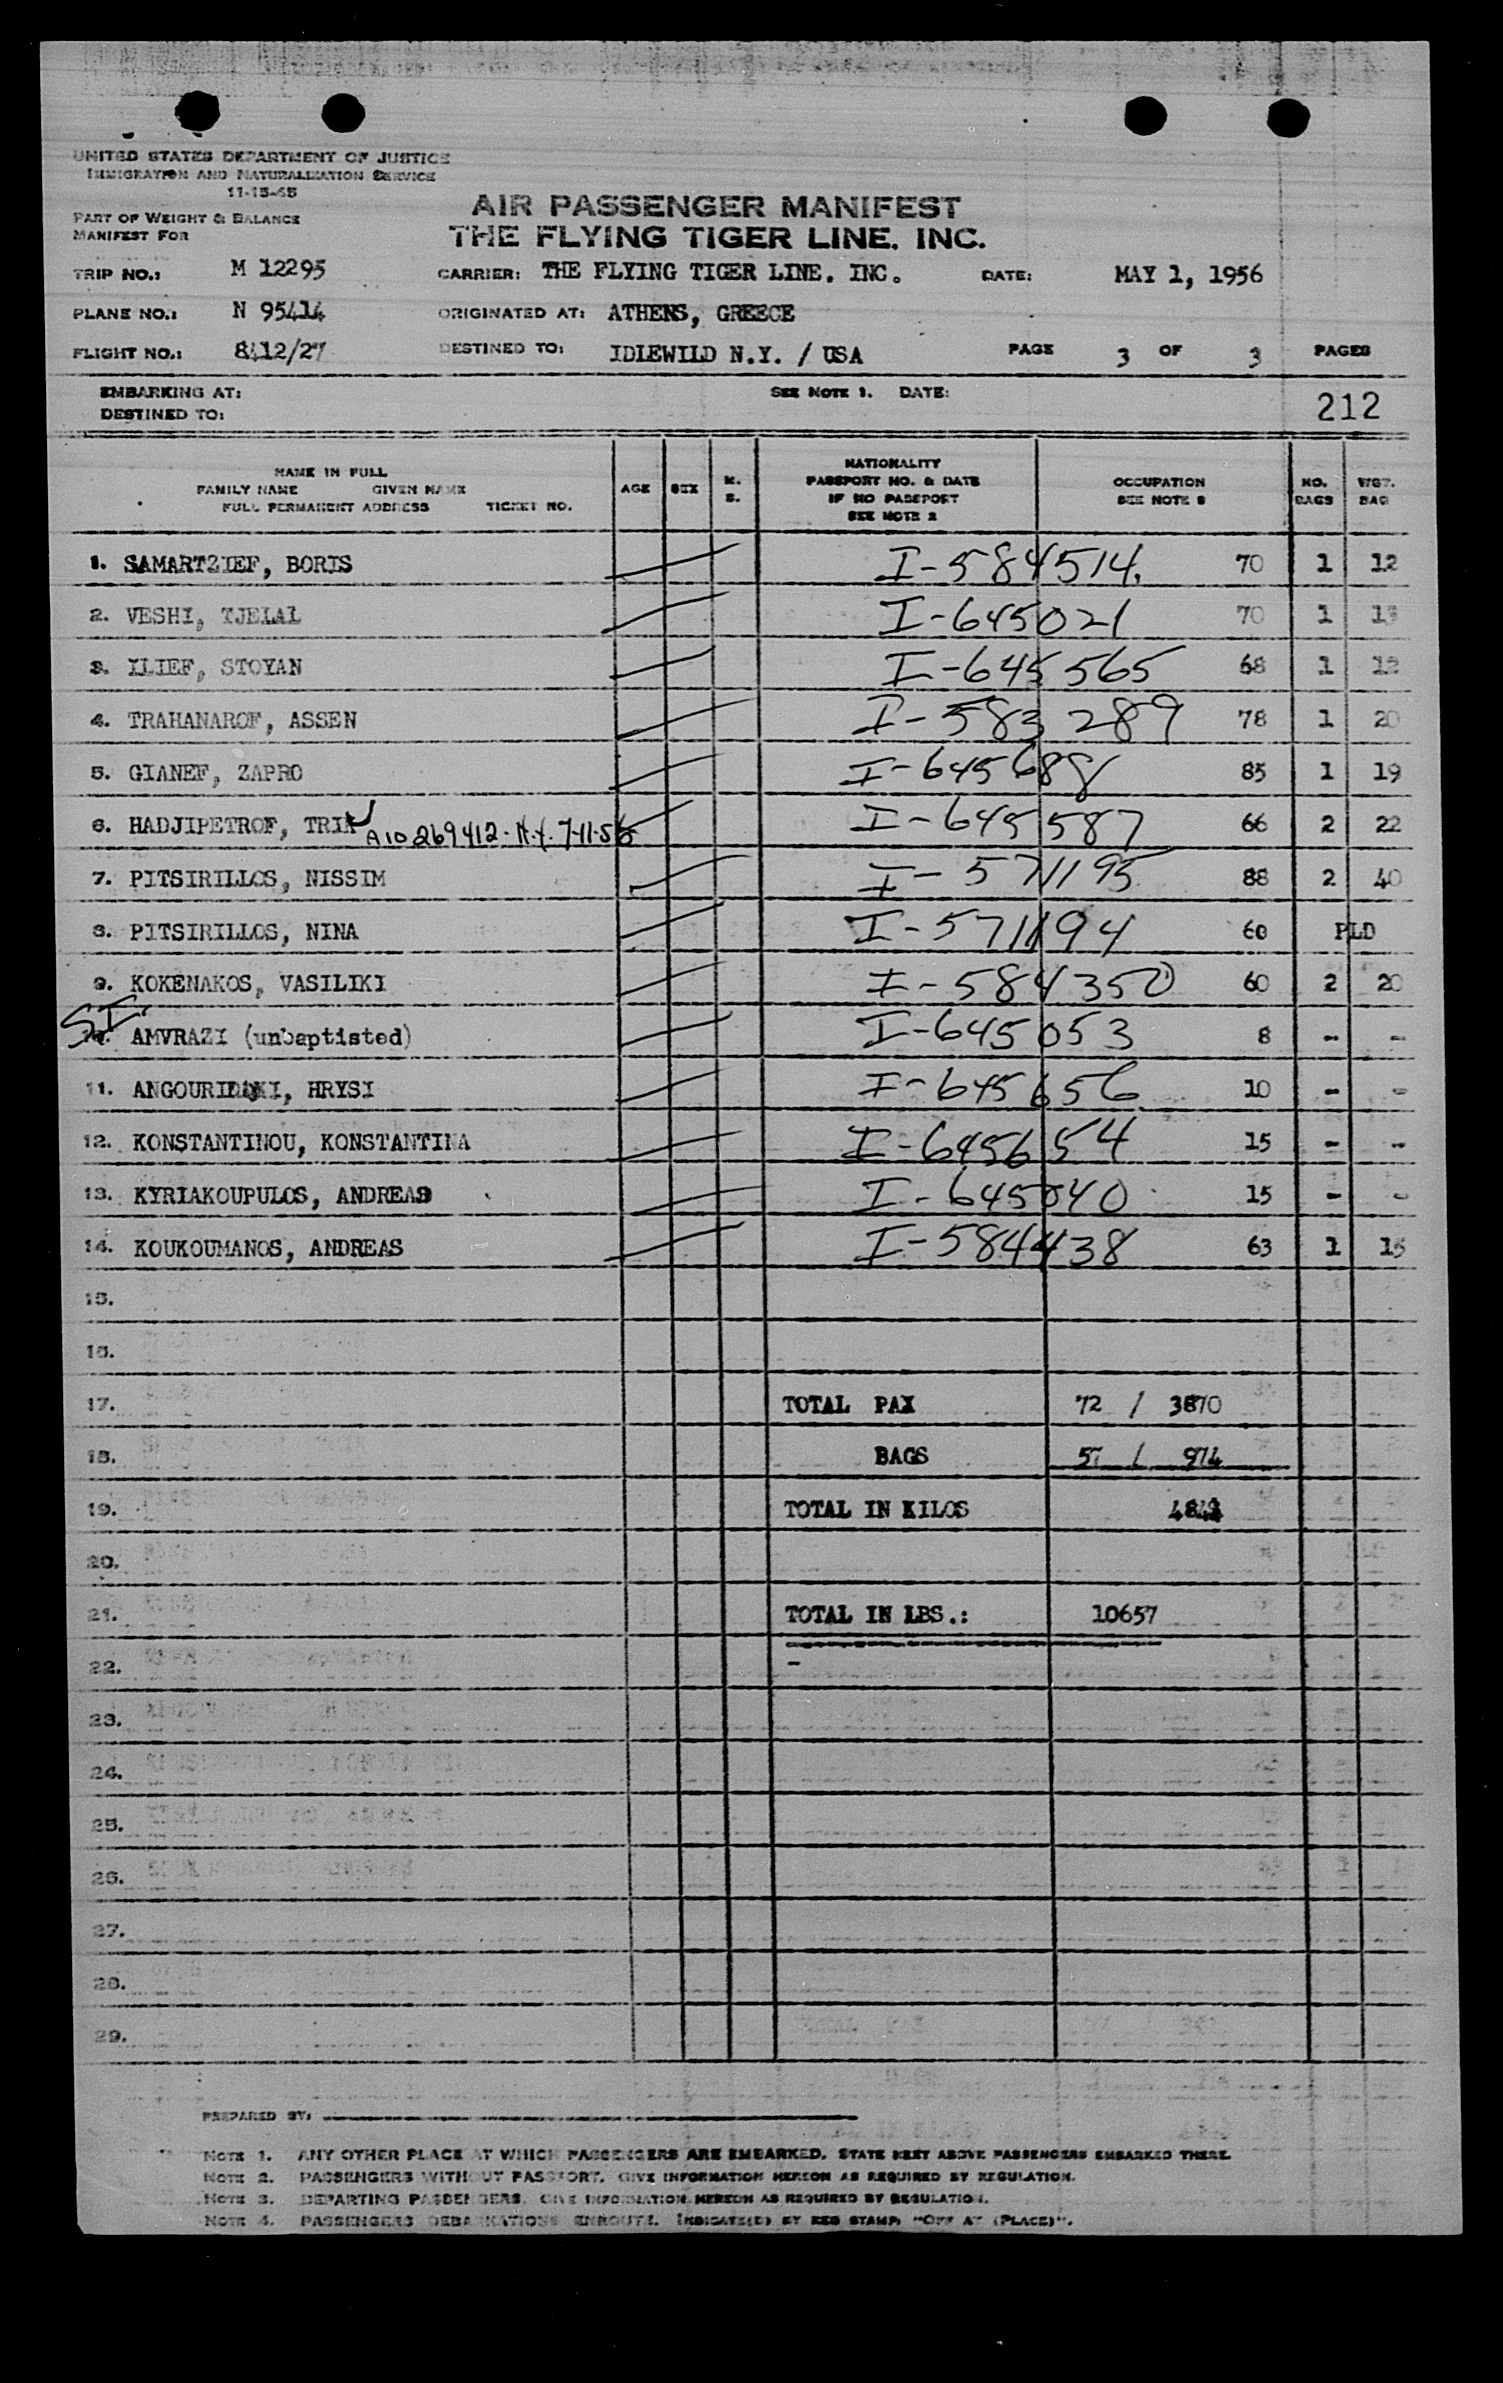 UNITED STATES DEPARTMENT OF JUSTICE
IMMIGRATION AND NATURALIZATION SERVICE
11-15-45
PART OF WEIGHT & BALANCE
MANIFEST FOR
AIR PASSENGER MANIFEST
THE FLYING TIGER LINE. INC.
TRIP NO.: M 12295 CARRIER: THE FLYING TIGER LINE. INC. DATE: MAY 1, 1956
PLANE NO.: N 95414 ORIGINATED AT: ATHENS, GREECE
FLIGHT NO.: 8412/27 DESTINED TO: IDLEWILD N.Y. / USA PAGE 3 OF 3 PAGES
EMBARKING AT: SEE NOTE 1. DATE:
DESTINED TO: 212
NAME IN FULL
FAMILY NAME GIVEN NAME
FULL PERMANENT ADDRESS TICKET NO.
AGE SEX M. S.
NATIONALITY
PASSPORT NO. & DATE
IF NO PASSPORT
SEE NOTE 2
OCCUPATION
SEE NOTE 3
NO. BAGS
WGT. BAG
1. SAMARTZIEF, BORIS I-584514. 70 1 12
2. VESHI, TJELAL I-645021 70 1 13
3. ILIEF, STOYAN I-645565 68 1 12
4. TRAHANAROF, ASSEN I-583289 78 1 20
5. GIANEF, ZAPRO I-645688 85 1 19
6. HADJIPETROF, A10 269412-N.Y. 7-11-56 I-645587 66 2 22
7. PITSIRILLOS, NISSIM I-571195 88 2 40
8. PITSIRILLOS, NINA I-571194 60 PLD
9. KOKENAKOS, VASILIKI I-584350 60 2 20
SI
10. AMVRAZI (unbaptisted) I-645053 8 - -
11. HRYSI I-645656 10 - -
12. KONSTANTINOU, KONSTANTINA I-645654 15 - -
13. KYRIAKOUPULOS, ANDREAS I-645040 15 - -
14. KOUKOUMANOS, ANDREAS I-584438 63 1 15
15.
16.
17. TOTAL PAX 72 / 3870
18. BAGS 57 / 974
19. TOTAL IN KILOS
20.
21. TOTAL IN LBS.: 10657
22. -
23.
24.
25.
26.
27.
28.
29.
PREPARED BY:
NOTE 1. ANY OTHER PLACE AT WHICH PASSENGERS ARE EMBARKED. STATE NEXT ABOVE PASSENGERS EMBARKED THERE.
NOTE 2. PASSENGERS WITHOUT PASSPORT. GIVE INFORMATION HEREON AS REQUIRED BY REGULATION.
NOTE 3. DEPARTING PASSENGERS. GIVE INFORMATION HEREON AS REQUIRED BY REGULATION.
NOTE 4. PASSENGERS DEBARKATIONS ENROUTE. INDICATE(D) BY RED STAMP, "OFF AT (PLACE)".